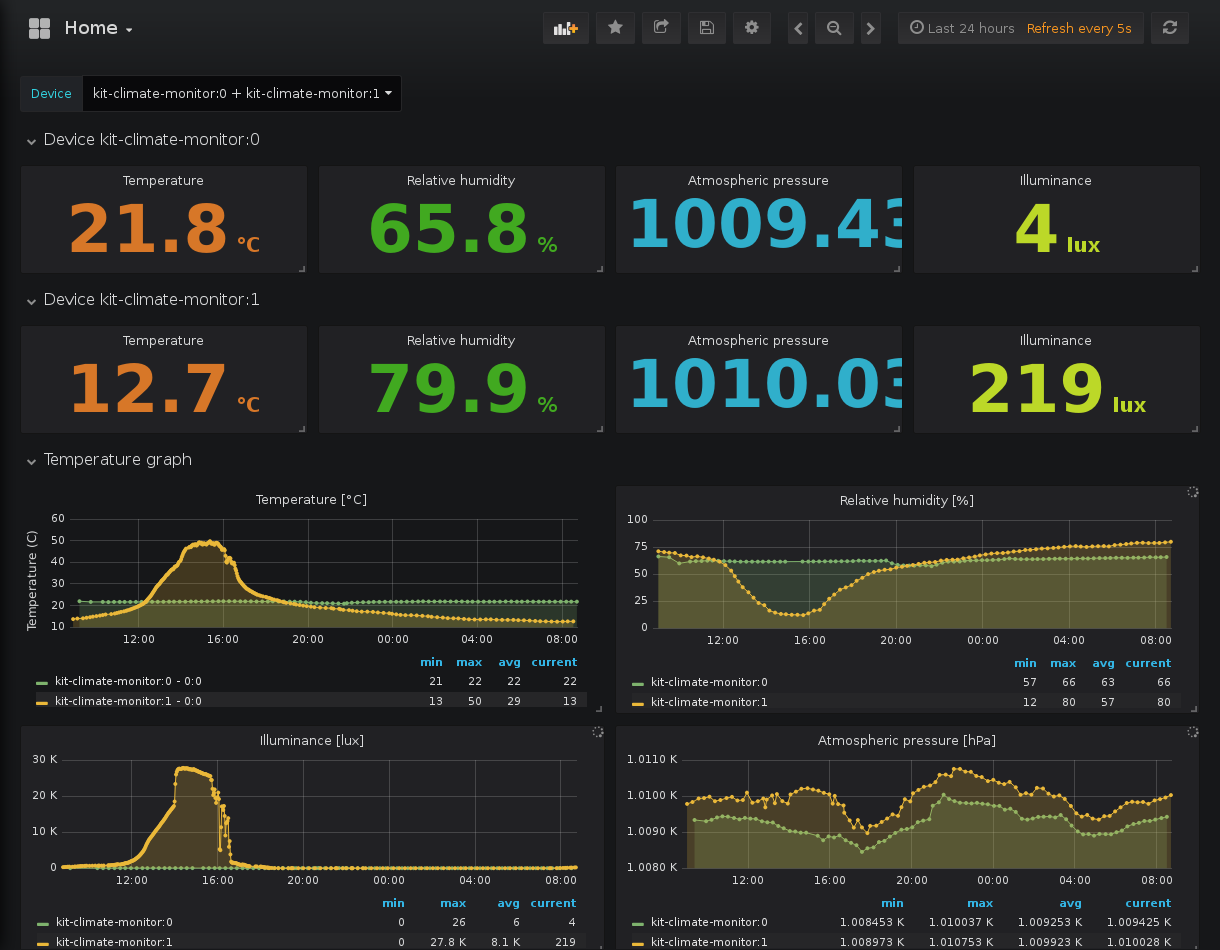 Home
Last 24 hours Refresh every 5s
Device kit-climate-monitor:0 + kit-climate-monitor:1
Device kit-climate-monitor:0
Temperature Relative humidity Atmospheric pressure Illuminance
21.8 °C 65.8 % 1009.43 4 lux
Device kit-climate-monitor:1
Temperature Relative humidity Atmospheric pressure Illuminance
12.7 °C 79.9 % 1010.03 219 lux
Temperature graph
Temperature [°C]
Temperature (C)
60
50
40
30
20
10
12:00 16:00 20:00 00:00 04:00 08:00
min max avg current
kit-climate-monitor:0 - 0:0 21 22 22 22
kit-climate-monitor:1 - 0:0 13 50 29 13
Relative humidity [%]
100
75
50
25
0
12:00 16:00 20:00 00:00 04:00 08:00
min max avg current
kit-climate-monitor:0 57 66 63 66
kit-climate-monitor:1 12 80 57 80
Illuminance [lux]
30 K
20 K
10 K
0
12:00 16:00 20:00 00:00 04:00 08:00
min max avg current
kit-climate-monitor:0 0 26 6 4
kit-climate-monitor:1 0 27.8 K 8.1 K 219
Atmospheric pressure [hPa]
1.0110 K
1.0100 K
1.0090 K
1.0080 K
12:00 16:00 20:00 00:00 04:00 08:00
min max avg current
kit-climate-monitor:0 1.008453 K 1.010037 K 1.009253 K 1.009425 K
kit-climate-monitor:1 1.008973 K 1.010753 K 1.009923 K 1.010028 K